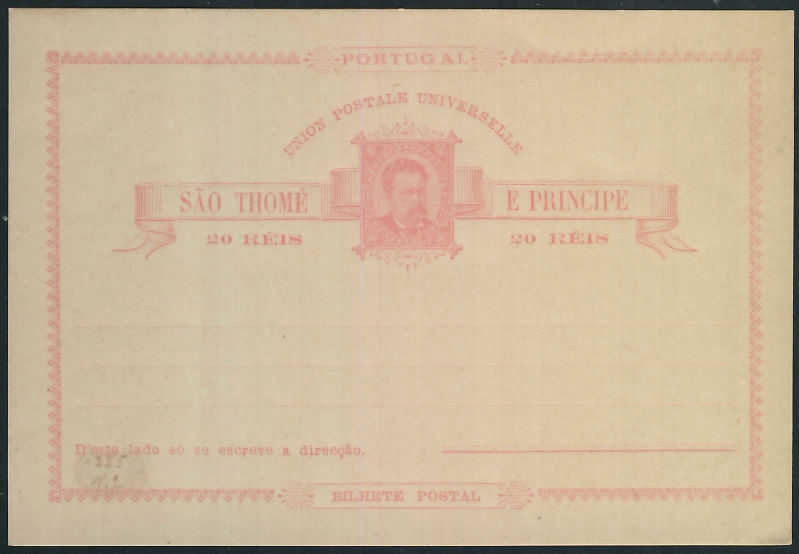 PORTUGAL
UNION POSTALE UNIVERSELLE
SÃO THOMÉ E PRINCIPE
20 RÉIS 20 RÉIS
D'este lado só se escreve a direcção.
BILHETE POSTAL